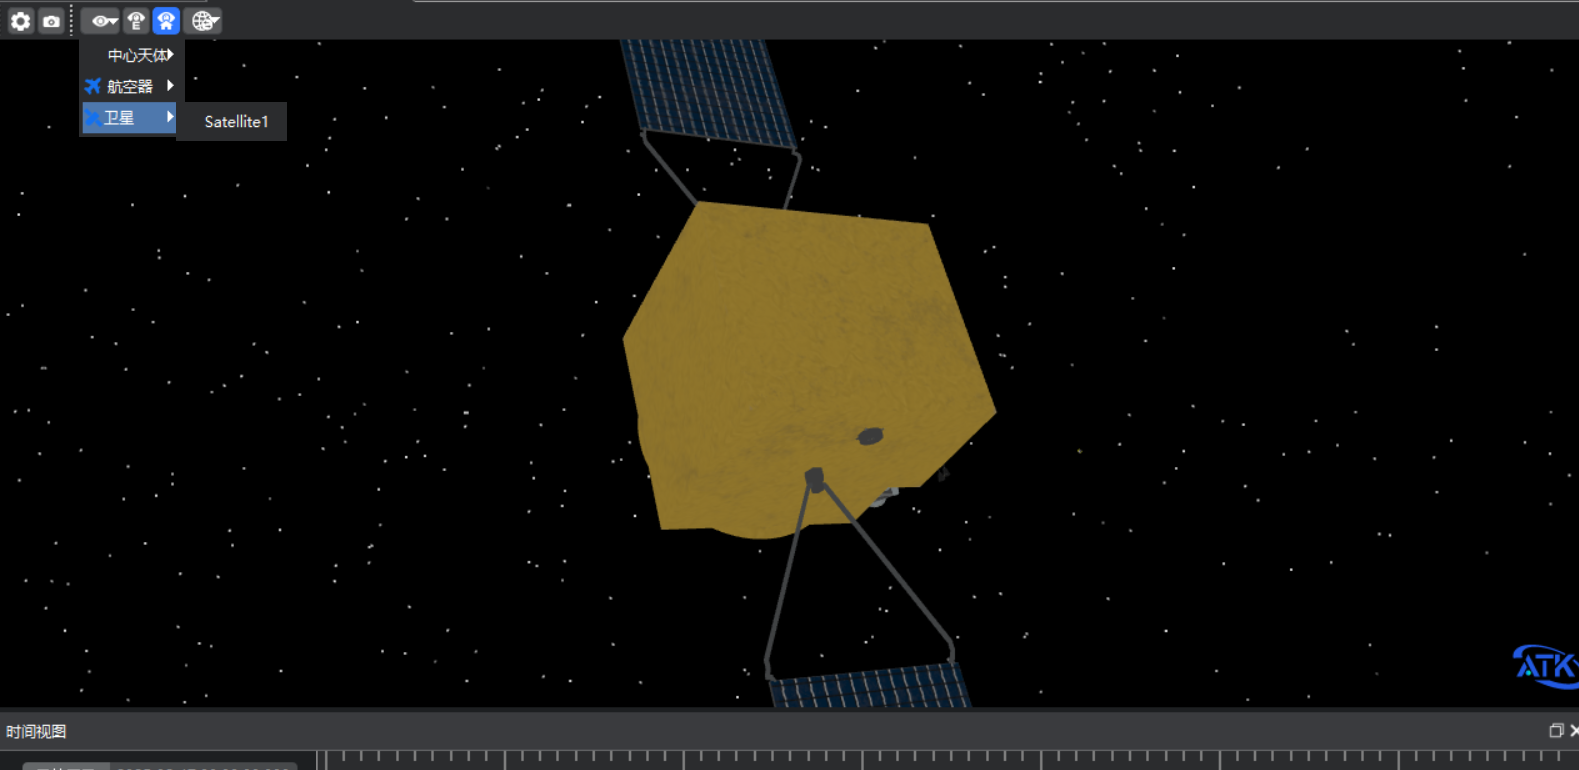 中心天体
航空器
卫星
Satellite1
ATK
时间视图